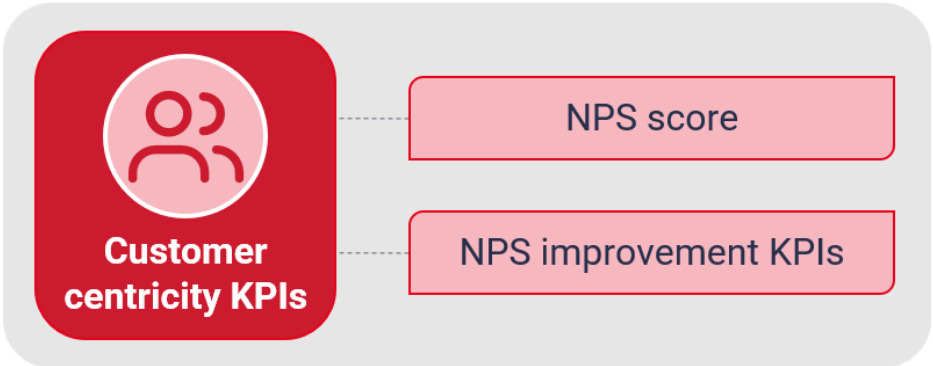 Customer
centricity KPIs
NPS score
NPS improvement KPIs